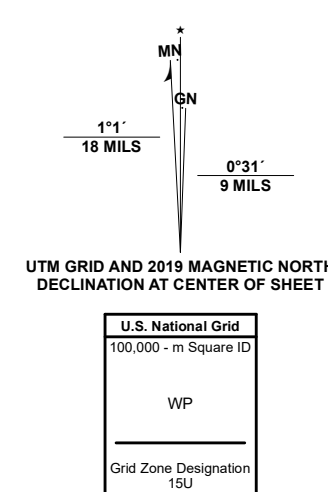 ★
MN
GN
1°1´
18 MILS
0°31´
9 MILS
UTM GRID AND 2019 MAGNETIC NORTH
DECLINATION AT CENTER OF SHEET
U.S. National Grid
100,000 - m Square ID
WP
Grid Zone Designation
15U